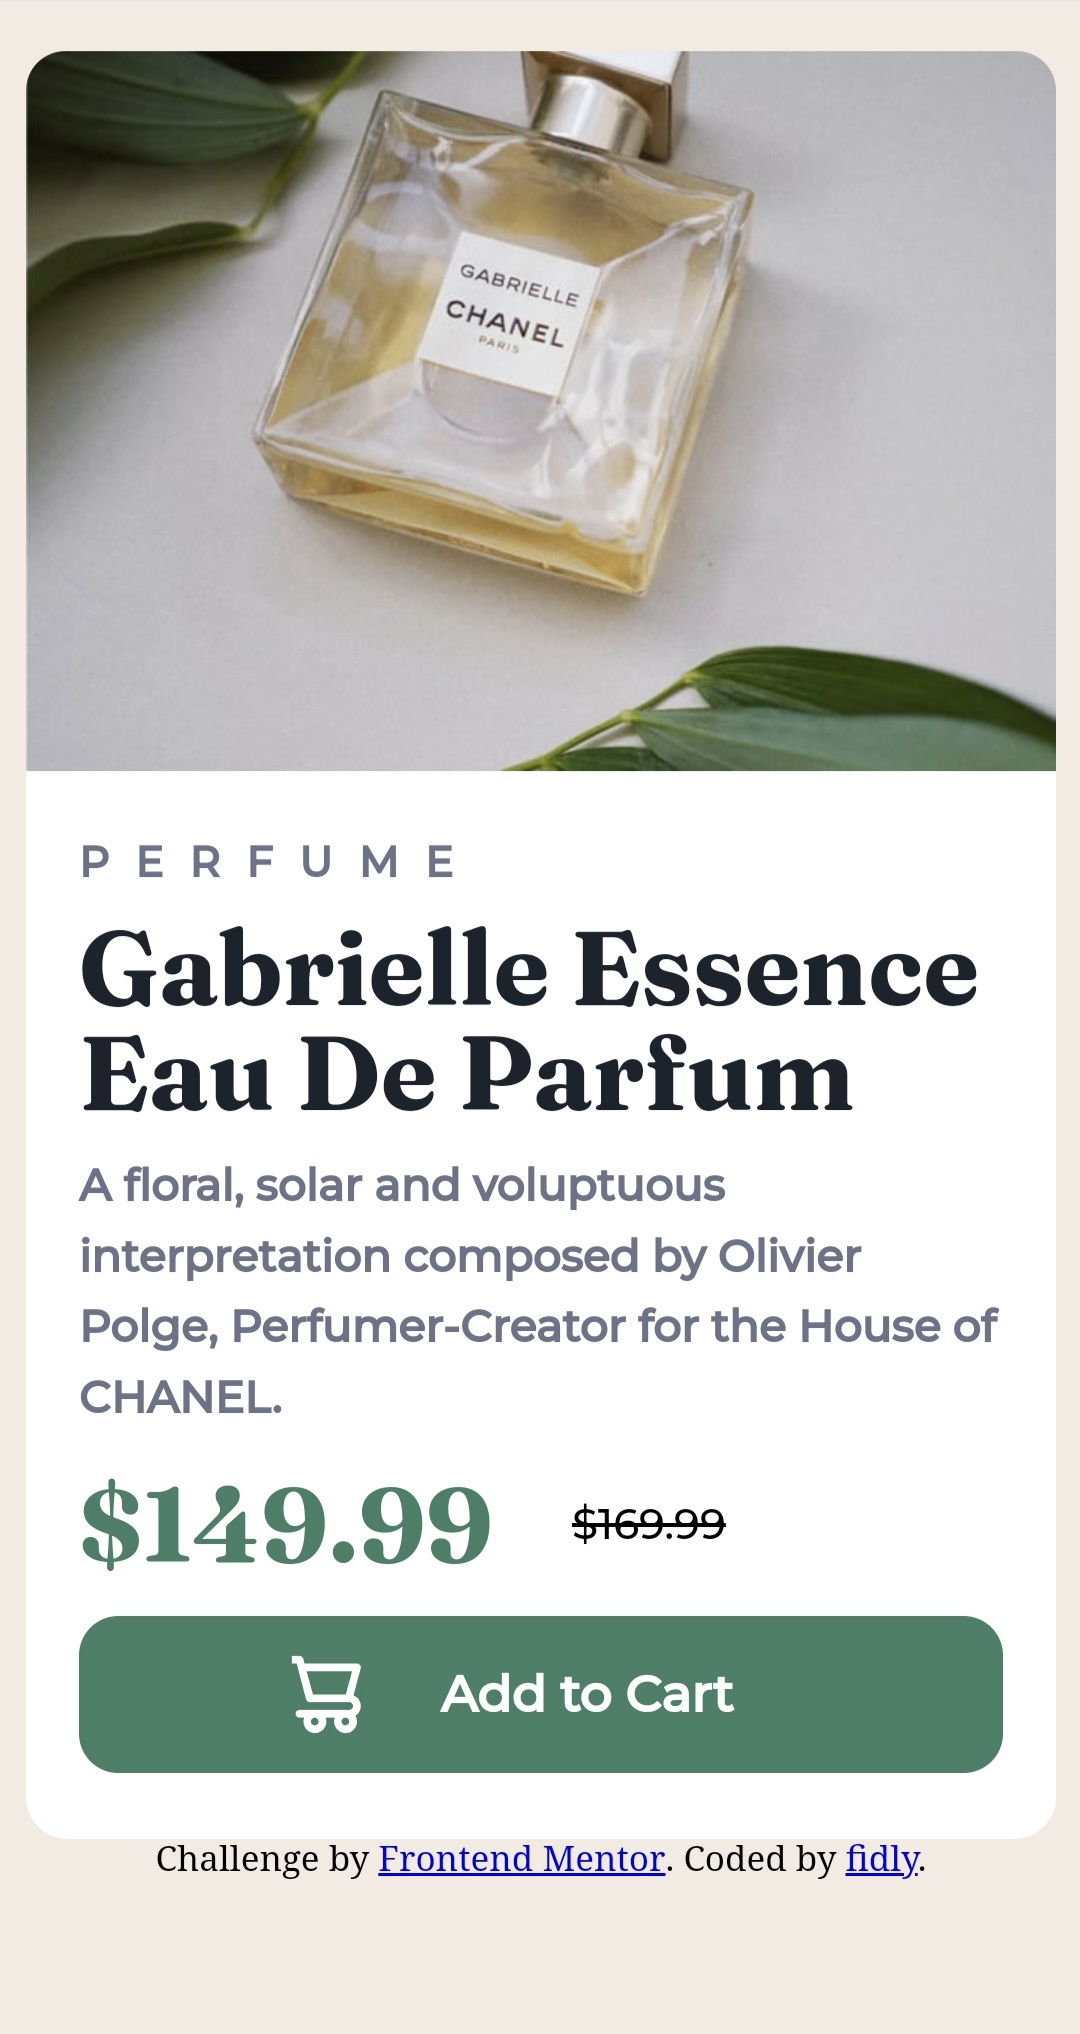 GABRIELLE
CHANEL
PARIS
PERFUME
Gabrielle Essence
Eau De Parfum
A floral, solar and voluptuous
interpretation composed by Olivier
Polge, Perfumer-Creator for the House of
CHANEL.
$149.99 $169.99
Add to Cart
Challenge by Frontend Mentor. Coded by fidly.